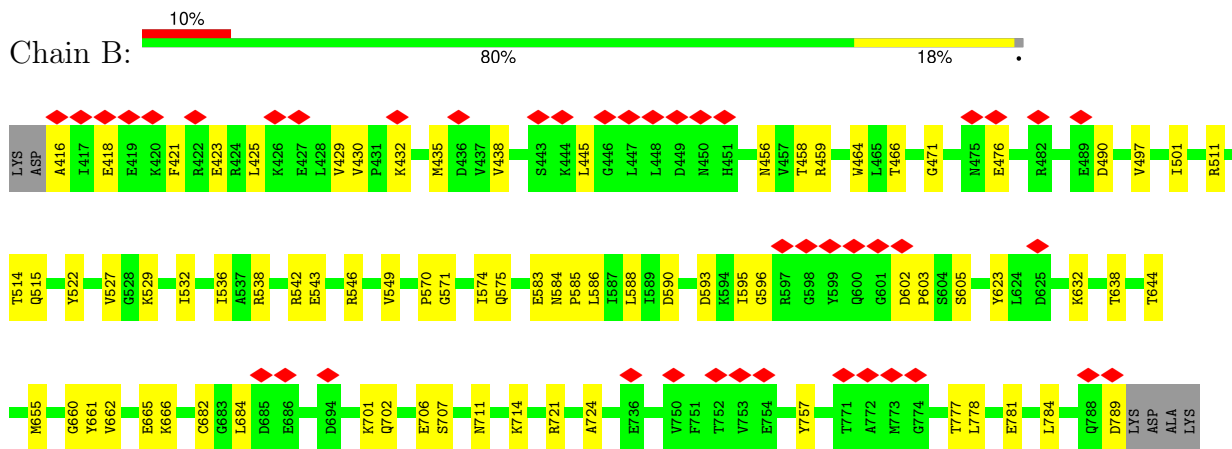 10%
Chain B:
80% 18% •
LYS ASP A416 I417 E418 E419 K420 F421 R422 E423 R424 L425 K426 E427 L428 V429 V430 P431 K432 M435 D436 V437 V438 S443 K444 L445 G446 L447 L448 D449 N450 H451 N456 V457 T458 R459 W464 L465 T466 G471 N475 E476 R482 E489 D490 V497 I501 R511
T514 Q515 Y522 V527 G528 K529 I532 I536 A537 R538 R542 E543 R546 V549 P570 G571 I574 Q575 E583 N584 P585 L586 I587 L588 I589 D590 D593 K594 I595 G596 R597 G598 Y599 Q600 G601 D602 P603 S604 S605 Y623 L624 D625 K632 T638 T644
M655 G660 Y661 V662 E665 K666 C682 G683 L684 D685 E686 D694 K701 Q702 E706 S707 N711 K714 R721 A724 E736 V750 F751 T752 V753 E754 Y757 T771 A772 M773 G774 T777 L778 E781 L784 Q788 D789 LYS ASP ALA LYS